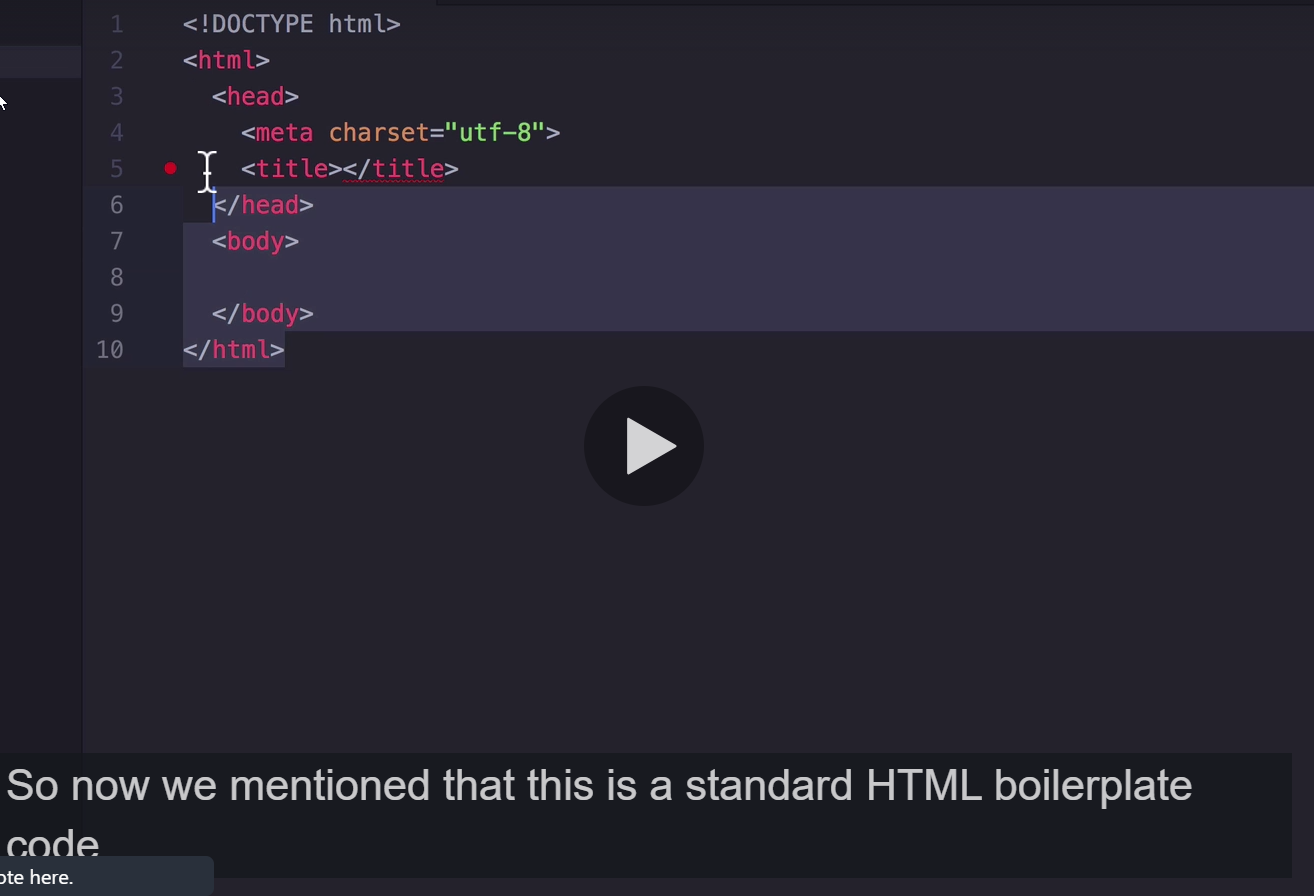 1 <!DOCTYPE html>
2 <html>
3   <head>
4     <meta charset="utf-8">
5     <title></title>
6   </head>
7   <body>
8
9   </body>
10 </html>
So now we mentioned that this is a standard HTML boilerplate
code
here.